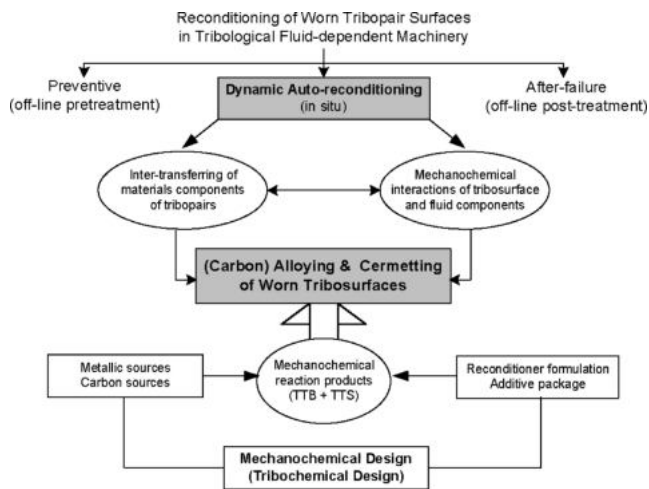 Reconditioning of Worn Tribopair Surfaces
in Tribological Fluid-dependent Machinery
Preventive
(off-line pretreatment)
Dynamic Auto-reconditioning
(in situ)
After-failure
(off-line post-treatment)
Inter-transferring of
materials components
of tribopairs
Mechanochemical
interactions of tribosurface
and fluid components
(Carbon) Alloying & Cermetting
of Worn Tribosurfaces
Metallic sources
Carbon sources
Mechanochemical
reaction products
(TTB + TTS)
Reconditioner formulation
Additive package
Mechanochemical Design
(Tribochemical Design)